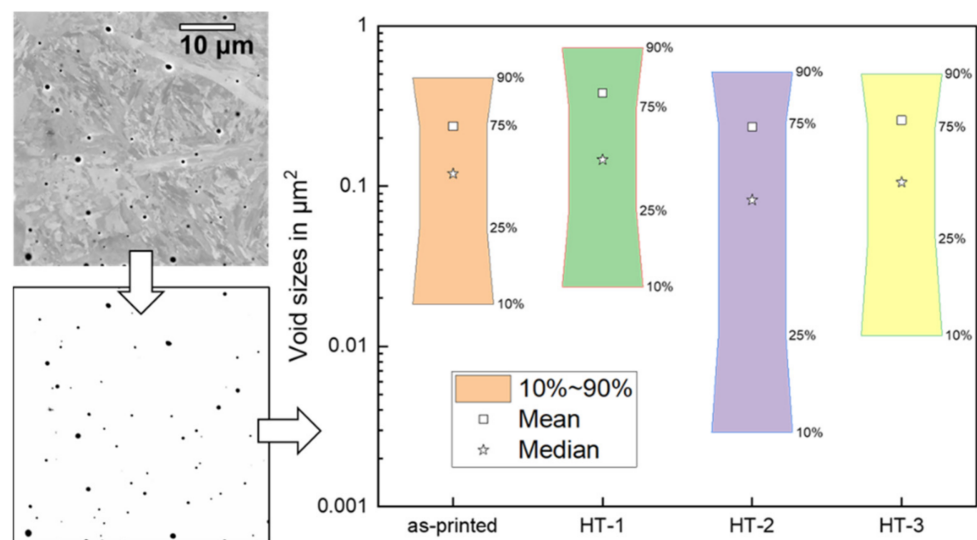 10 μm
Void sizes in μm²
1
0.1
0.01
0.001
90%
75%
25%
10%
90%
75%
25%
10%
90%
75%
25%
10%
90%
75%
25%
10%
10%~90%
Mean
Median
as-printed
HT-1
HT-2
HT-3